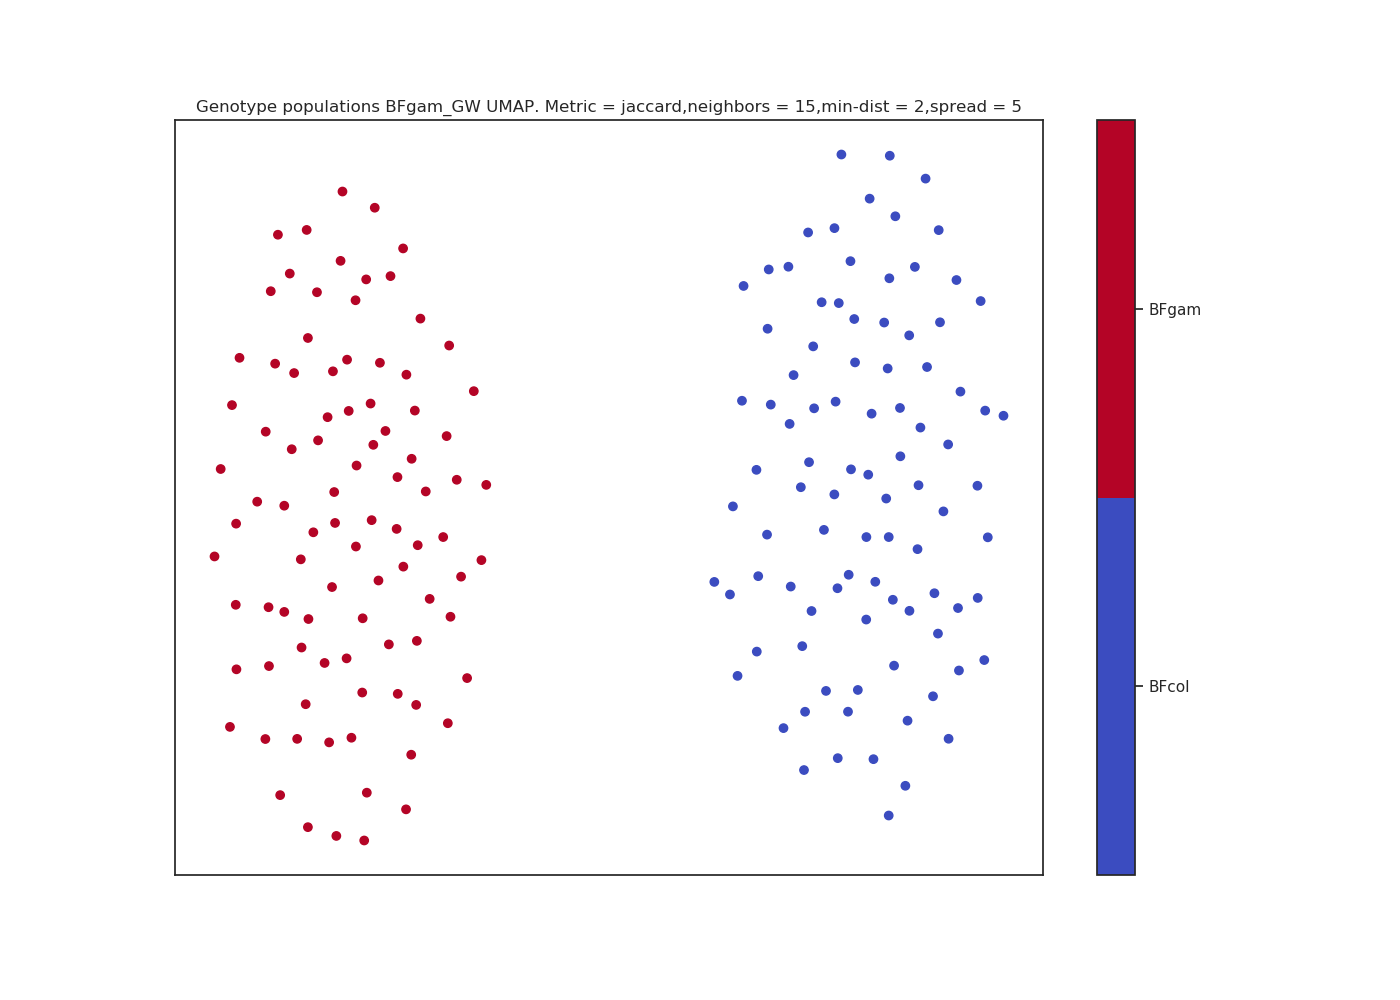 Genotype populations BFgam_GW UMAP. Metric = jaccard,neighbors = 15,min-dist = 2,spread = 5
BFgam
BFcol